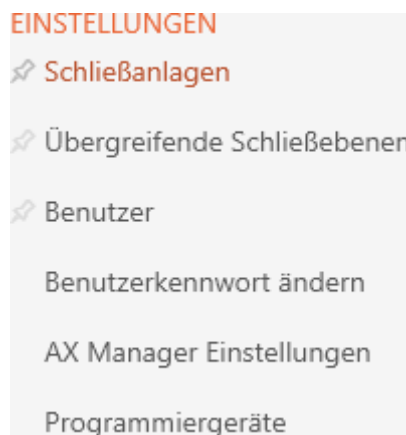 EINSTELLUNGEN
Schließanlagen
Übergreifende Schließebenen
Benutzer
Benutzerkennwort ändern
AX Manager Einstellungen
Programmiergeräte